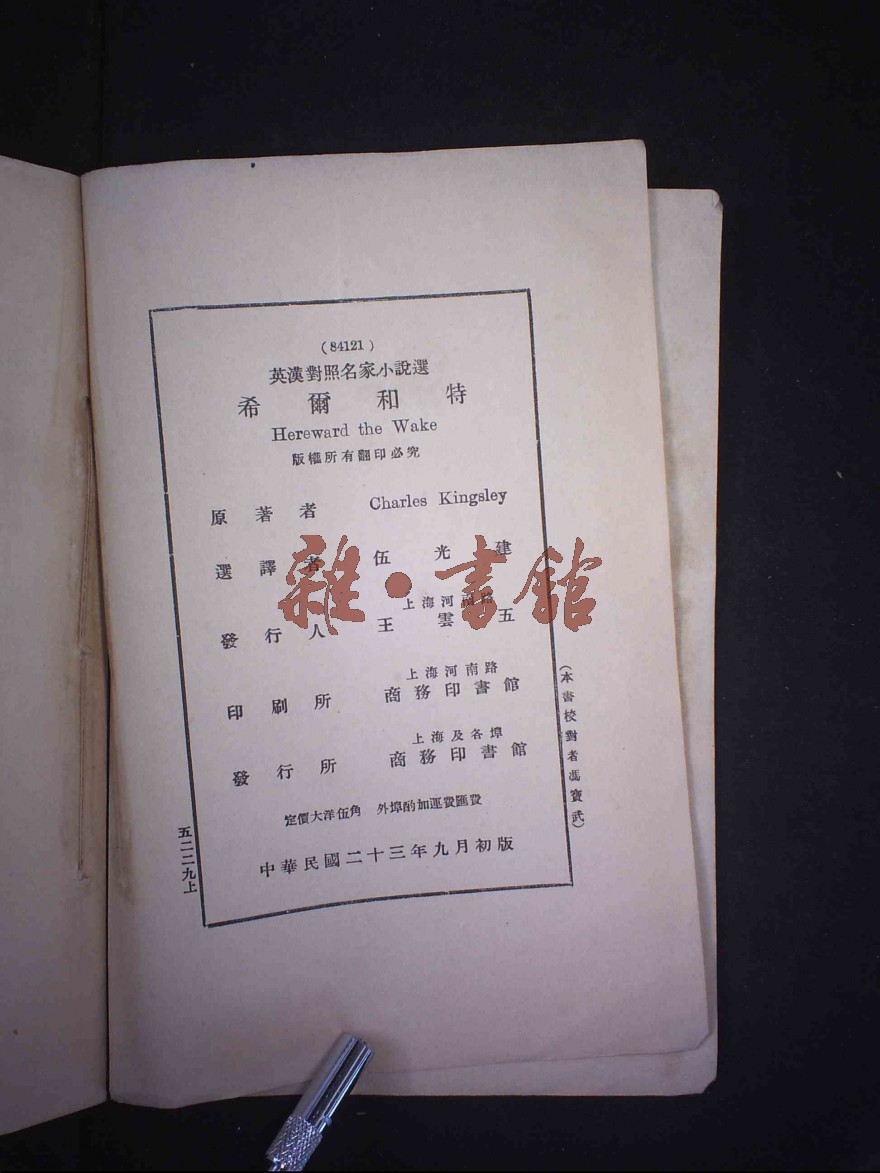 (84121)
英漢對照名家小說選
希爾和特
Hereward the Wake
版權所有翻印必究
原著者 Charles Kingsley
選譯者 伍光建
上海河南路
發行人 王雲五
上海河南路
印刷所 商務印書館
上海及各埠
發行所 商務印書館
定價大洋伍角 外埠酌加運費匯費
中華民國二十三年九月初版
(本書校對者馮寶武)
五二二九上
雜·書館